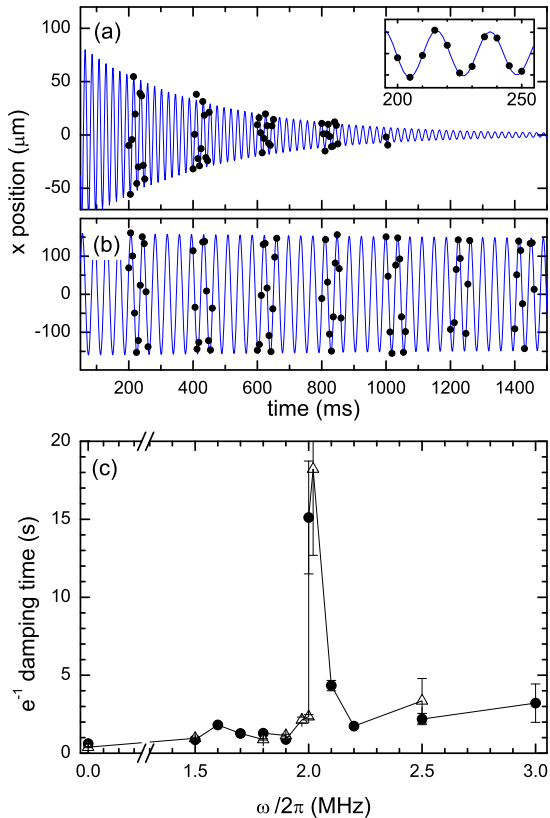 (a)
100
50
0
-50
x position (μm)
200 250
(b)
100
0
-100
200 400 600 800 1000 1200 1400
time (ms)
(c)
20
15
10
5
0
e⁻¹ damping time (s)
0.0 1.5 2.0 2.5 3.0
ω/2π (MHz)